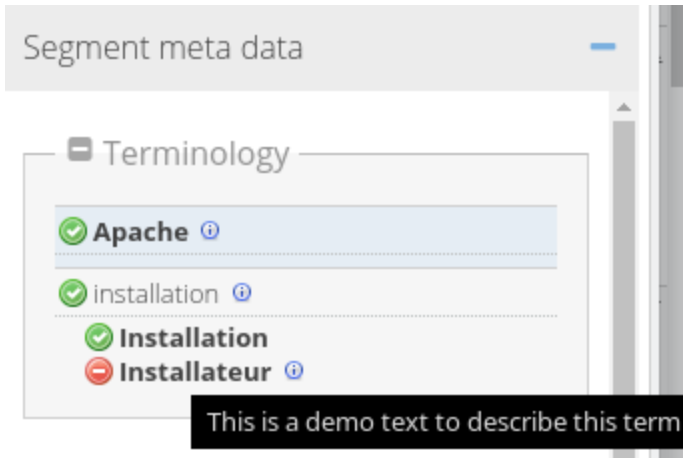 Segment meta data
Terminology
Apache
installation
Installation
Installateur
This is a demo text to describe this term